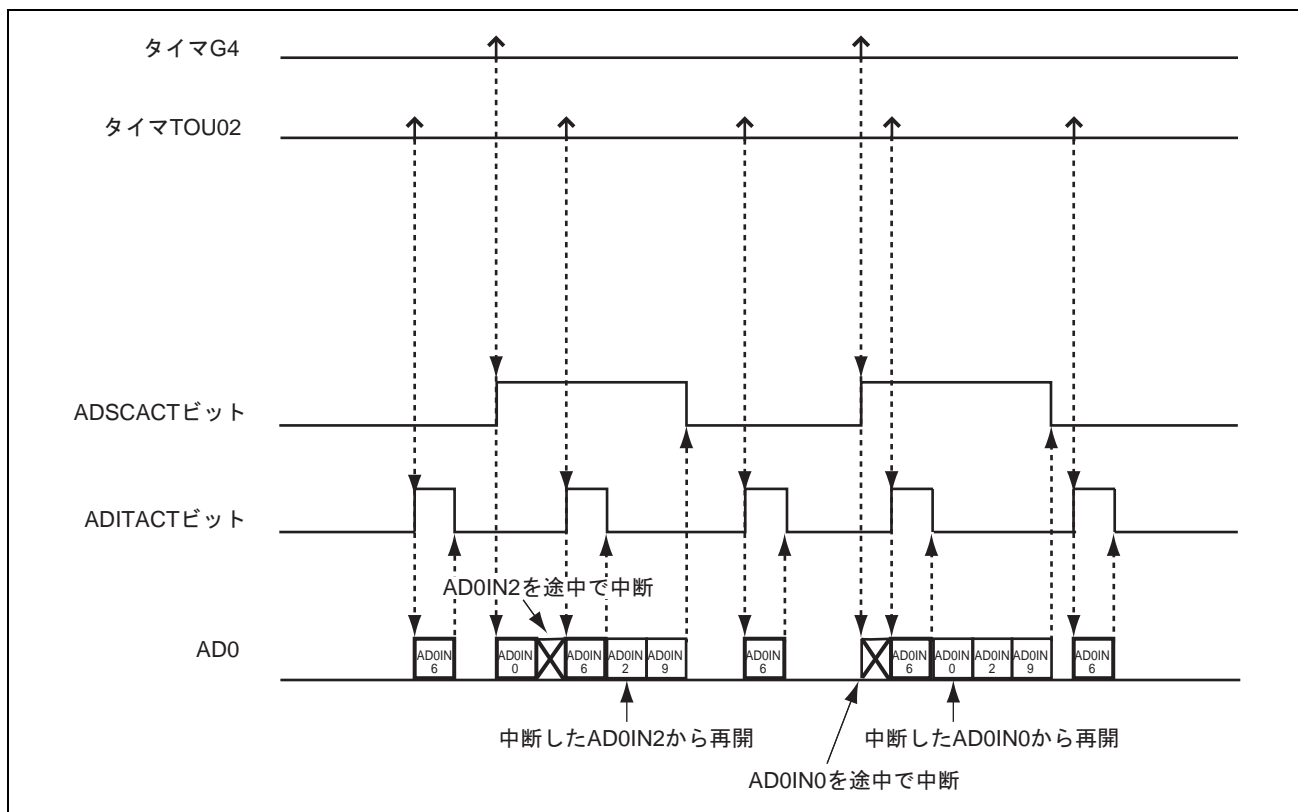 タイマG4
タイマTOU02
ADSCACTビット
ADITACTビット
AD0IN2を途中で中断
AD0
AD0IN
6
AD0IN
0
AD0IN
6
AD0IN
2
AD0IN
9
AD0IN
6
AD0IN
6
AD0IN
0
AD0IN
2
AD0IN
9
AD0IN
6
中断したAD0IN2から再開
中断したAD0IN0から再開
AD0IN0を途中で中断